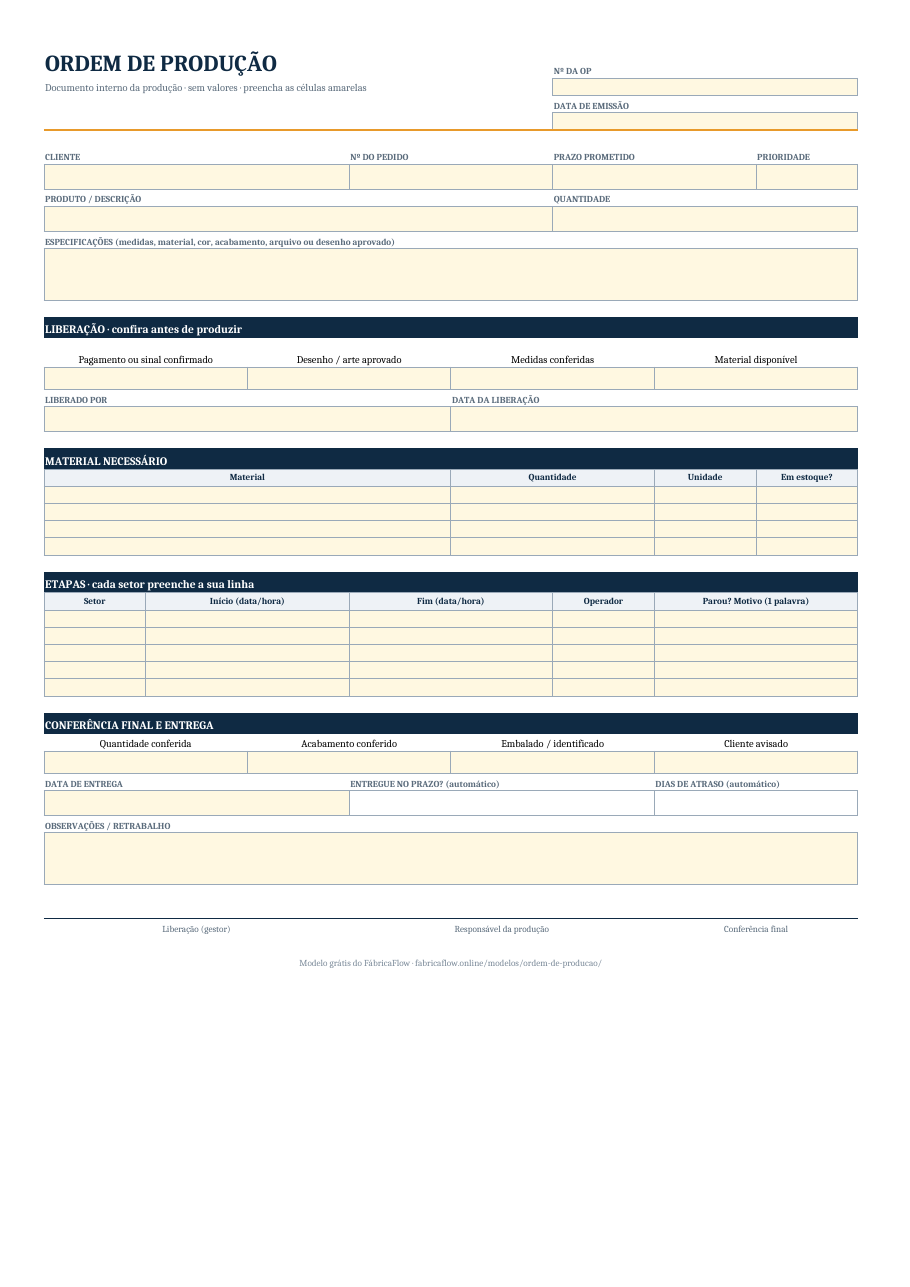 ORDEM DE PRODUÇÃO
Nº DA OP
Documento interno da produção · sem valores · preencha as células amarelas
DATA DE EMISSÃO
CLIENTE Nº DO PEDIDO PRAZO PROMETIDO PRIORIDADE
PRODUTO / DESCRIÇÃO QUANTIDADE
ESPECIFICAÇÕES (medidas, material, cor, acabamento, arquivo ou desenho aprovado)
LIBERAÇÃO · confira antes de produzir
Pagamento ou sinal confirmado Desenho / arte aprovado Medidas conferidas Material disponível
LIBERADO POR DATA DA LIBERAÇÃO
MATERIAL NECESSÁRIO
Material Quantidade Unidade Em estoque?
ETAPAS · cada setor preenche a sua linha
Setor Início (data/hora) Fim (data/hora) Operador Parou? Motivo (1 palavra)
CONFERÊNCIA FINAL E ENTREGA
Quantidade conferida Acabamento conferido Embalado / identificado Cliente avisado
DATA DE ENTREGA ENTREGUE NO PRAZO? (automático) DIAS DE ATRASO (automático)
OBSERVAÇÕES / RETRABALHO
Liberação (gestor) Responsável da produção Conferência final
Modelo grátis do FábricaFlow · fabricaflow.online/modelos/ordem-de-producao/